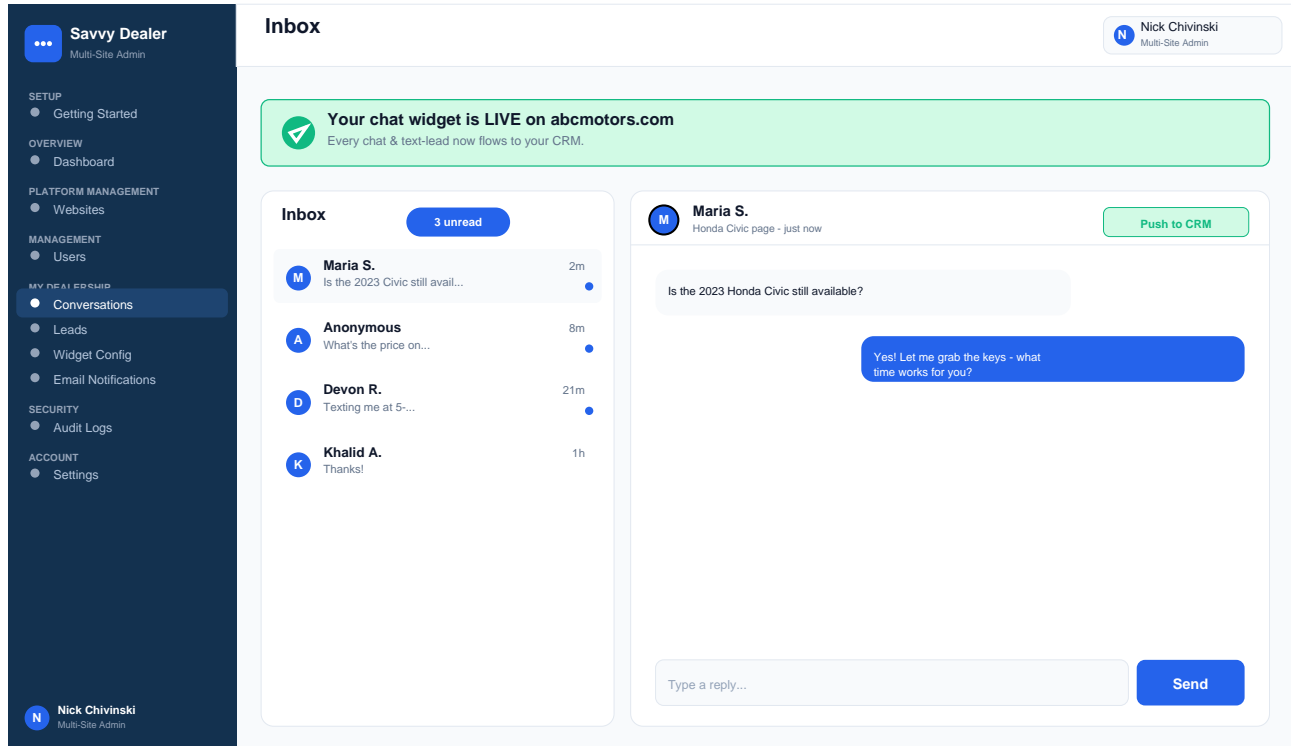 Savvy Dealer
Multi-Site Admin
SETUP
Getting Started
OVERVIEW
Dashboard
PLATFORM MANAGEMENT
Websites
MANAGEMENT
Users
MY DEALERSHIP
Conversations
Leads
Widget Config
Email Notifications
SECURITY
Audit Logs
ACCOUNT
Settings
N
Nick Chivinski
Multi-Site Admin
Inbox
N
Nick Chivinski
Multi-Site Admin
Your chat widget is LIVE on abcmotors.com
Every chat & text-lead now flows to your CRM.
Inbox
3 unread
M
Maria S.
2m
Is the 2023 Civic still avail...
A
Anonymous
8m
What's the price on...
D
Devon R.
21m
Texting me at 5-...
K
Khalid A.
1h
Thanks!
M
Maria S.
Honda Civic page - just now
Push to CRM
Is the 2023 Honda Civic still available?
Yes! Let me grab the keys - what
time works for you?
Type a reply...
Send